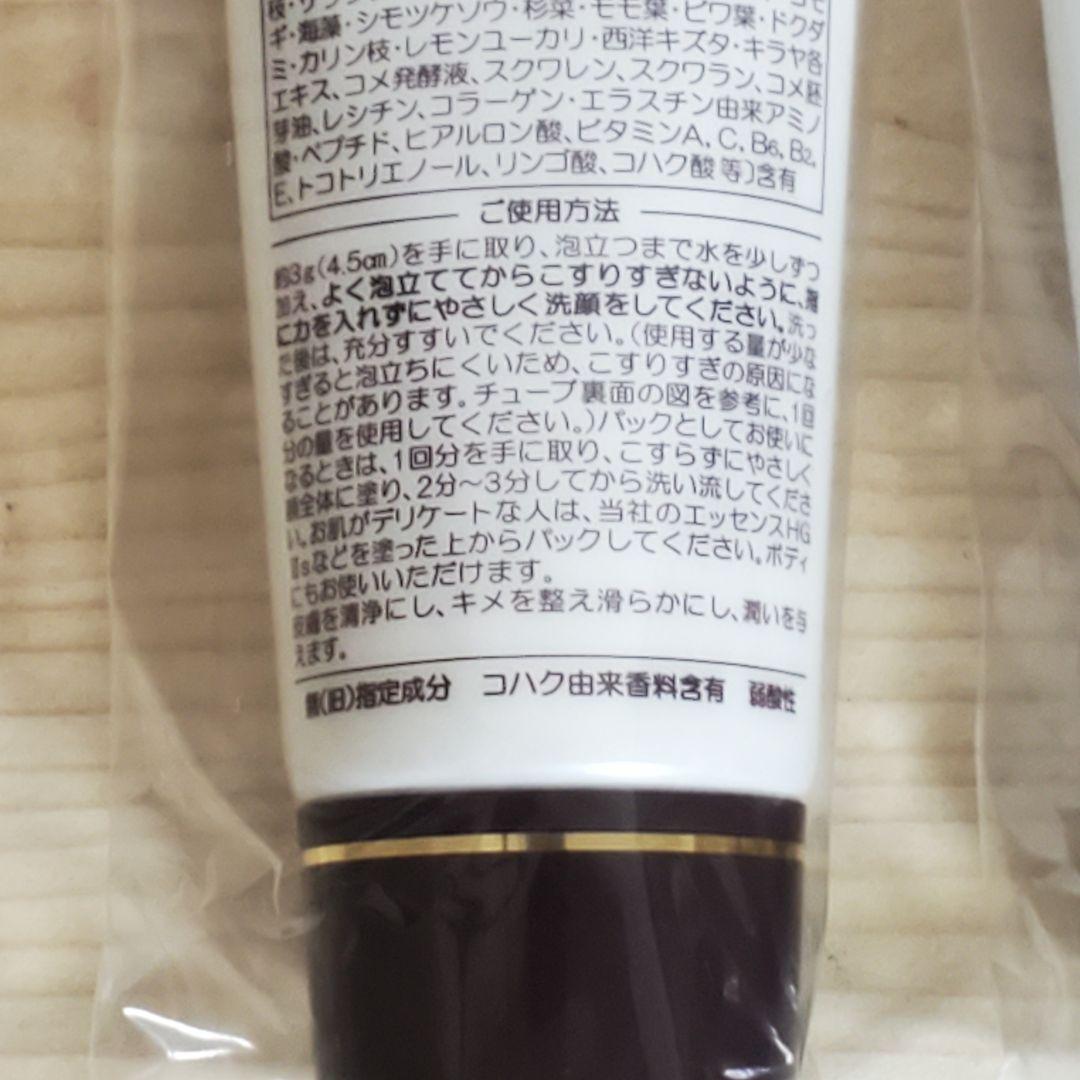 枝・サクラ
ギ・海藻・シモツケソウ・杉菜・モモ葉・ビワ葉・ドクダ
ミ・カリン枝・レモンユーカリ・西洋キズタ・キラヤ各
エキス、コメ発酵液、スクワレン、スクワラン、コメ胚
芽油、レシチン、コラーゲン・エラスチン由来アミノ
酸・ペプチド、ヒアルロン酸、ビタミンA，C，B6，B2，
E、トコトリエノール、リンゴ酸、コハク酸 等〕含有
ご使用方法
約3g（4.5㎝）を手に取り、泡立つまで水を少しずつ
加え、よく泡立ててからこすりすぎないように、擦
に力を入れずにやさしく洗顔をしてください。洗っ
た後は、充分すすいでください。（使用する量が少な
すぎると泡立ちにくいため、こすりすぎの原因にな
ることがあります。チューブ裏面の図を参考に、1回
分の量を使用してください。）パックとしてお使いに
なるときは、1回分を手に取り、こすらずにやさしく
顔全体に塗り、2分～3分してから洗い流してくださ
い。お肌がデリケートな人は、当社のエッセンスHG
Ⅱsなどを塗った上からパックしてください。ボディ
にもお使いいただけます。
皮膚を清浄にし、キメを整え滑らかにし、潤いを与
えます。
無（旧）指定成分 コハク由来香料含有 弱酸性